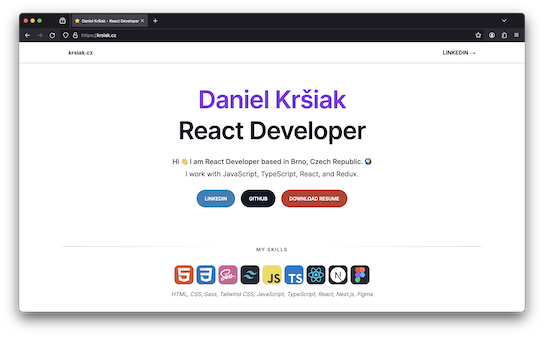 Daniel Kršiak - React Developer
https://krsiak.cz
krsiak.cz
LINKEDIN →
Daniel Kršiak
React Developer
Hi 👋 I am React Developer based in Brno, Czech Republic. 🌍
I work with JavaScript, TypeScript, React, and Redux.
LINKEDIN GITHUB DOWNLOAD RESUME
MY SKILLS
5 3 Sass JS TS N
HTML, CSS, Sass, Tailwind CSS, JavaScript, TypeScript, React, Next.js, Figma